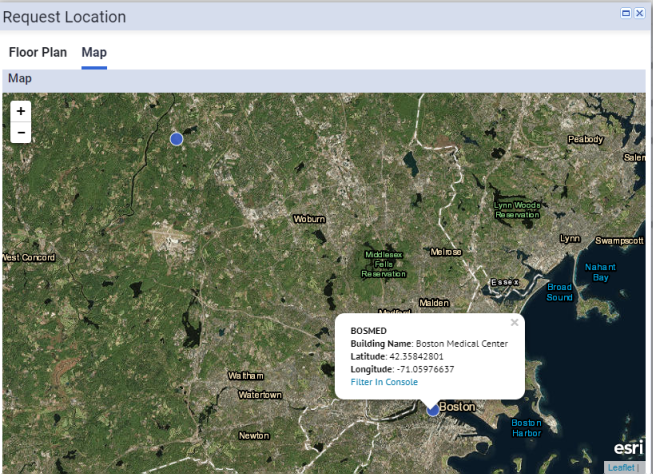 Request Location
Floor Plan Map
Map
+
−
Peabody
Salem
Lynn Woods
Reservation
Woburn
Lynn
Swampscott
West Concord
Middlesex
Fells
Reservation
Melrose
Nahant
Bay
Essex
Broad
Sound
Malden
Medford
BOSMED
Building Name: Boston Medical Center
Latitude: 42.35842801
Longitude: -71.05976637
Filter In Console
Waltham
Watertown
Boston
Boston
Harbor
Newton
esri
Leaflet |